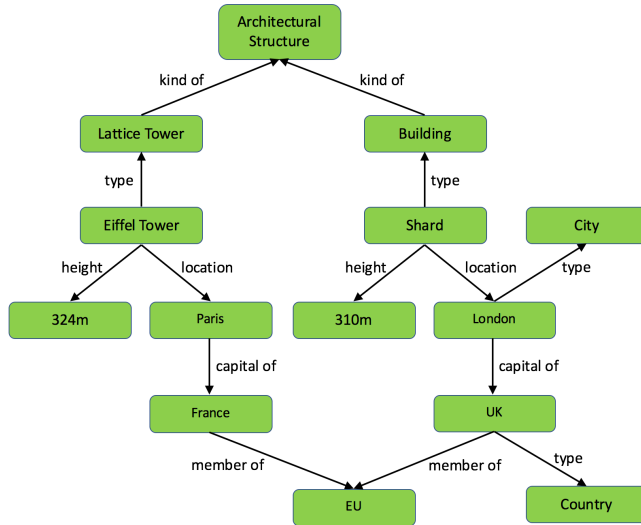 Architectural
Structure
kind of
kind of
Lattice Tower
Building
type
type
Eiffel Tower
Shard
City
height
location
height
location
type
324m
Paris
310m
London
capital of
capital of
France
UK
member of
member of
type
EU
Country